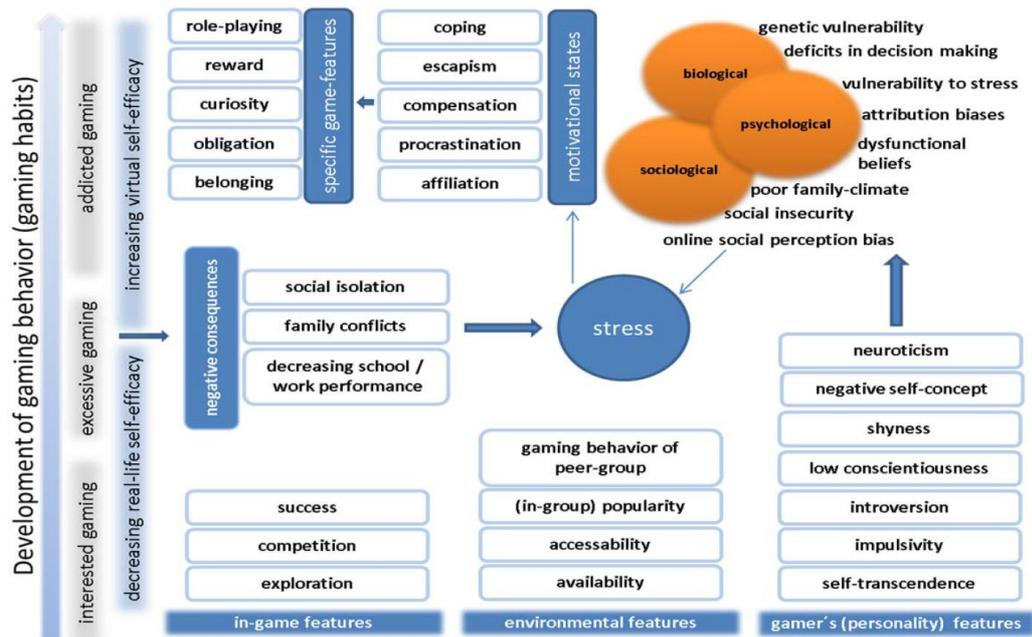 Development of gaming behavior (gaming habits)
addicted gaming
excessive gaming
interested gaming
increasing virtual self-efficacy
decreasing real-life self-efficacy
role-playing
reward
curiosity
obligation
belonging
specific game-features
coping
escapism
compensation
procrastination
affiliation
motivational states
biological
psychological
sociological
genetic vulnerability
deficits in decision making
vulnerability to stress
attribution biases
dysfunctional
beliefs
poor family-climate
social insecurity
online social perception bias
negative consequences
social isolation
family conflicts
decreasing school /
work performance
stress
success
competition
exploration
in-game features
gaming behavior of
peer-group
(in-group) popularity
accessability
availability
environmental features
neuroticism
negative self-concept
shyness
low conscientiousness
introversion
impulsivity
self-transcendence
gamer´s (personality) features